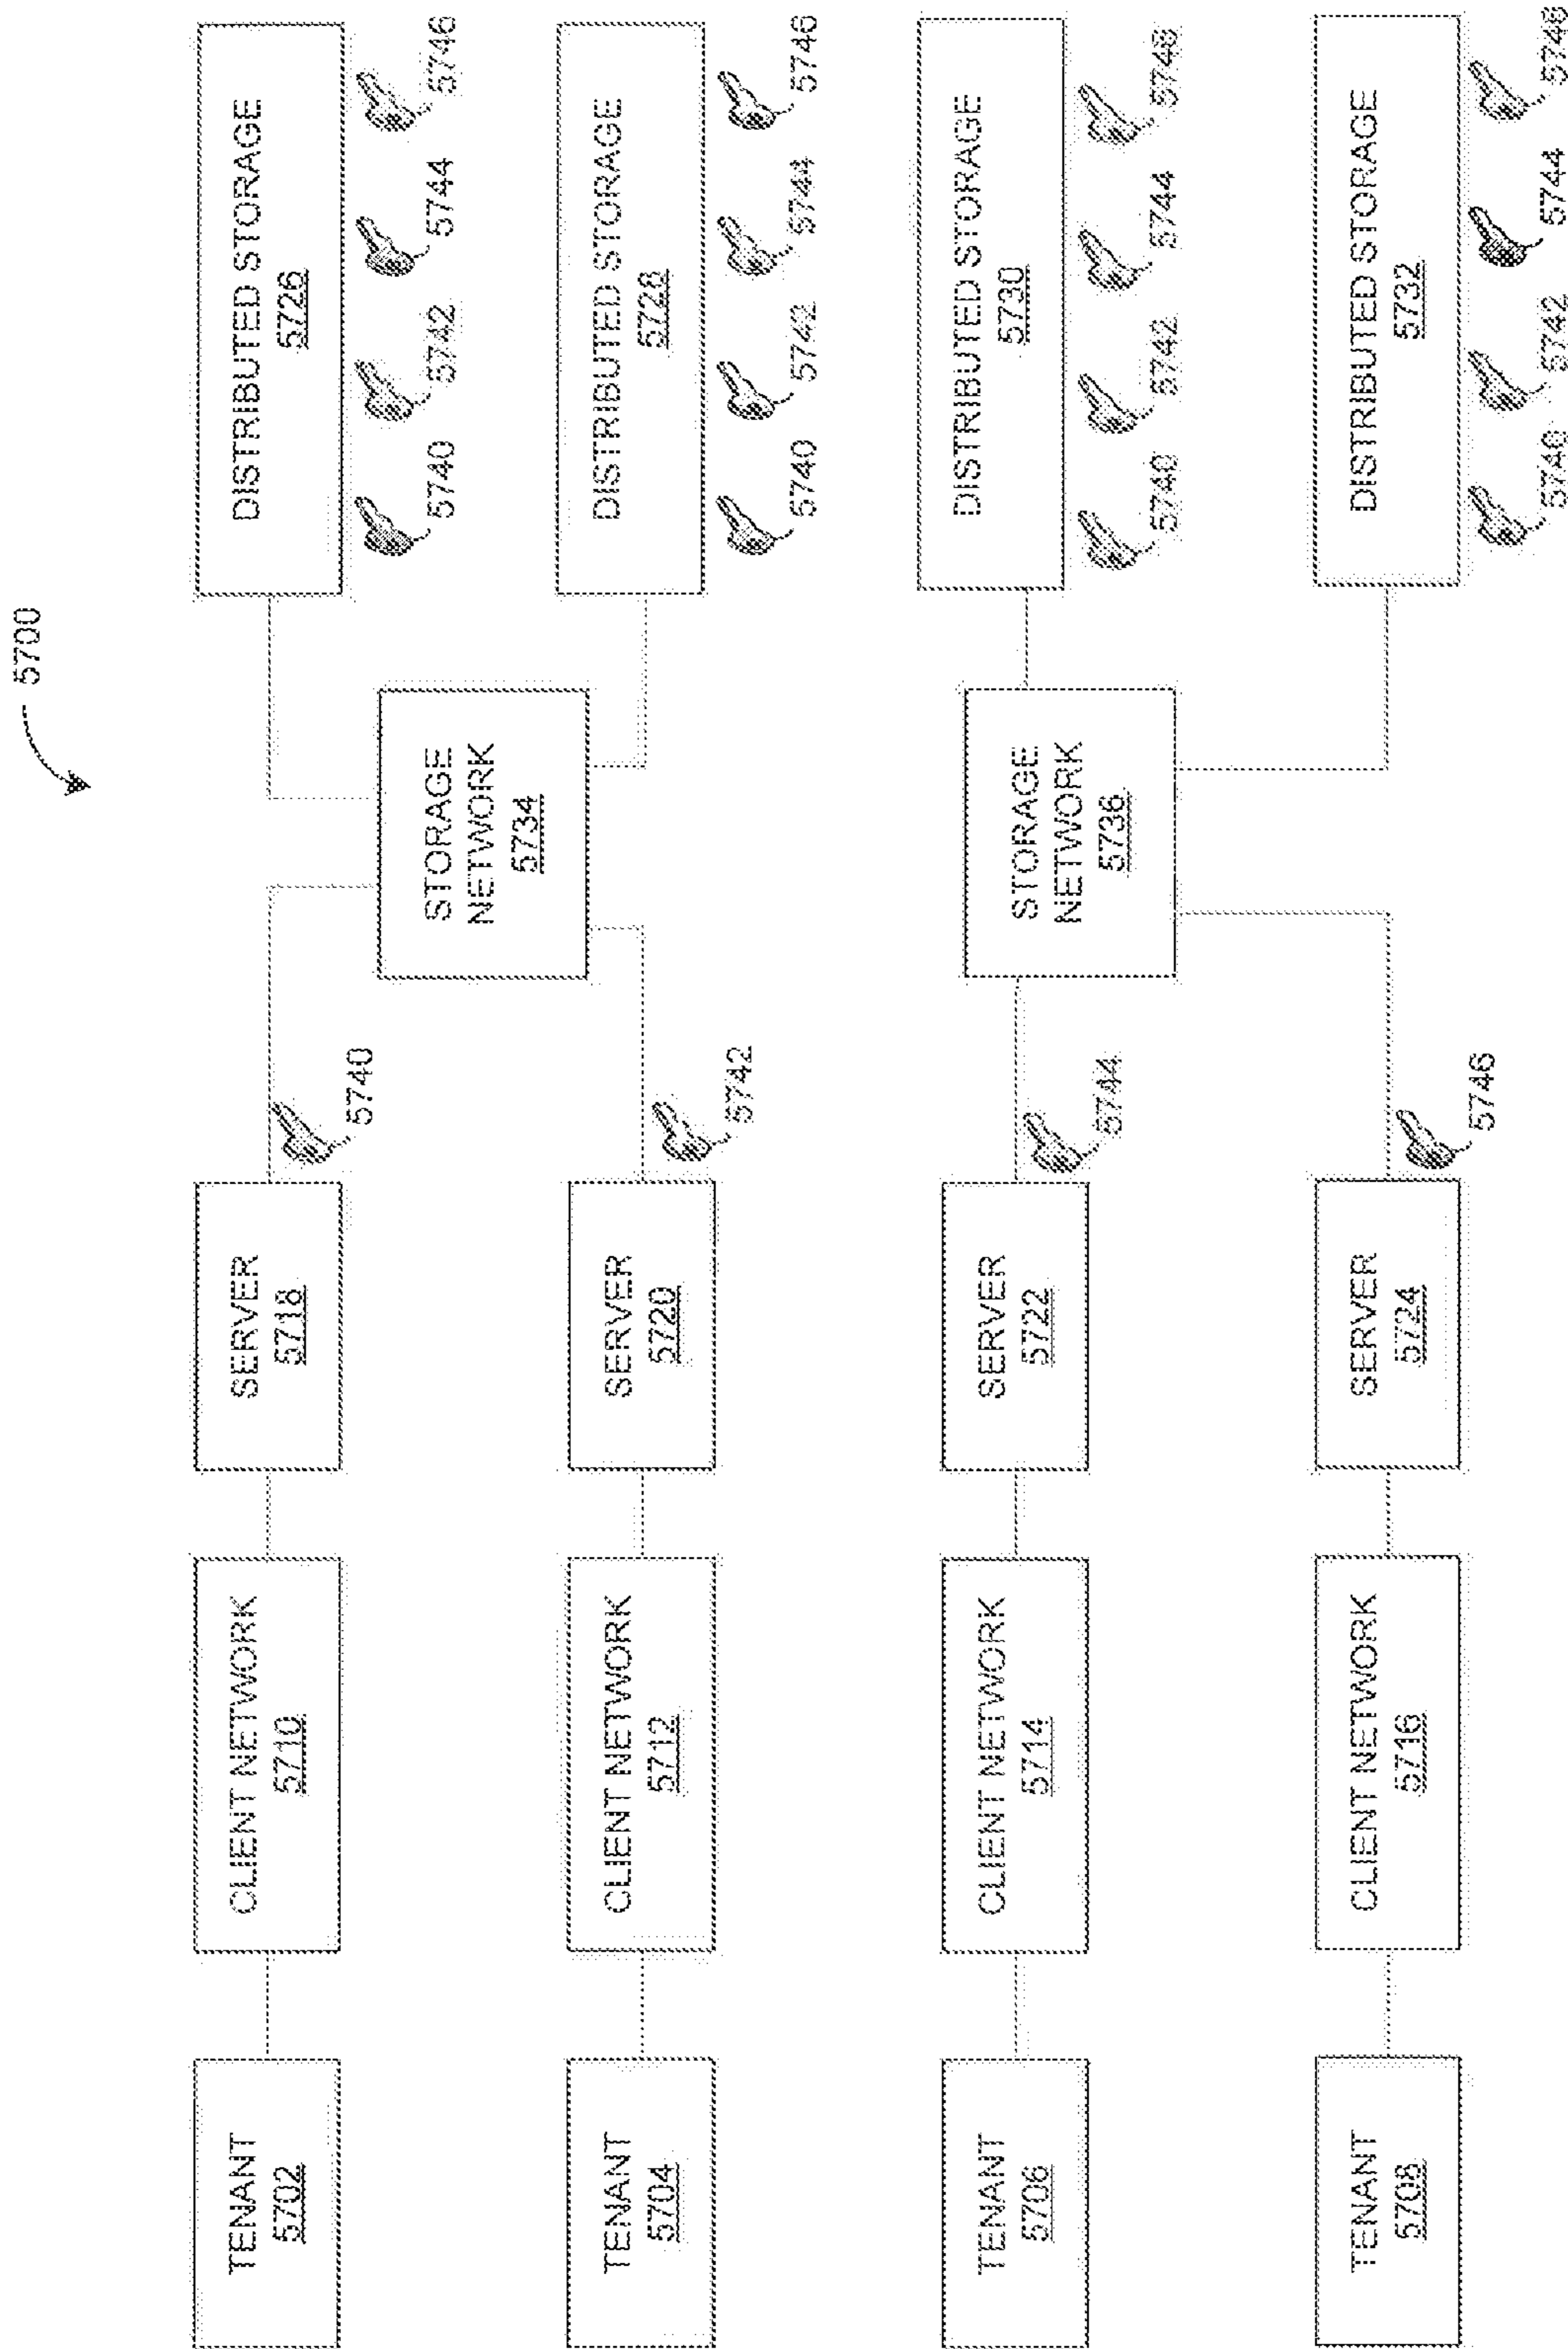 5700
TENANT
5702
CLIENT NETWORK
5710
SERVER
5718
5740
DISTRIBUTED STORAGE
5726
5740
5742
5744
5746
STORAGE
NETWORK
5734
TENANT
5704
CLIENT NETWORK
5712
SERVER
5720
5742
DISTRIBUTED STORAGE
5728
5740
5742
5744
5746
TENANT
5706
CLIENT NETWORK
5714
SERVER
5722
5744
STORAGE
NETWORK
5736
DISTRIBUTED STORAGE
5730
5740
5742
5744
5746
TENANT
5708
CLIENT NETWORK
5716
SERVER
5724
5746
DISTRIBUTED STORAGE
5732
5740
5742
5744
5746